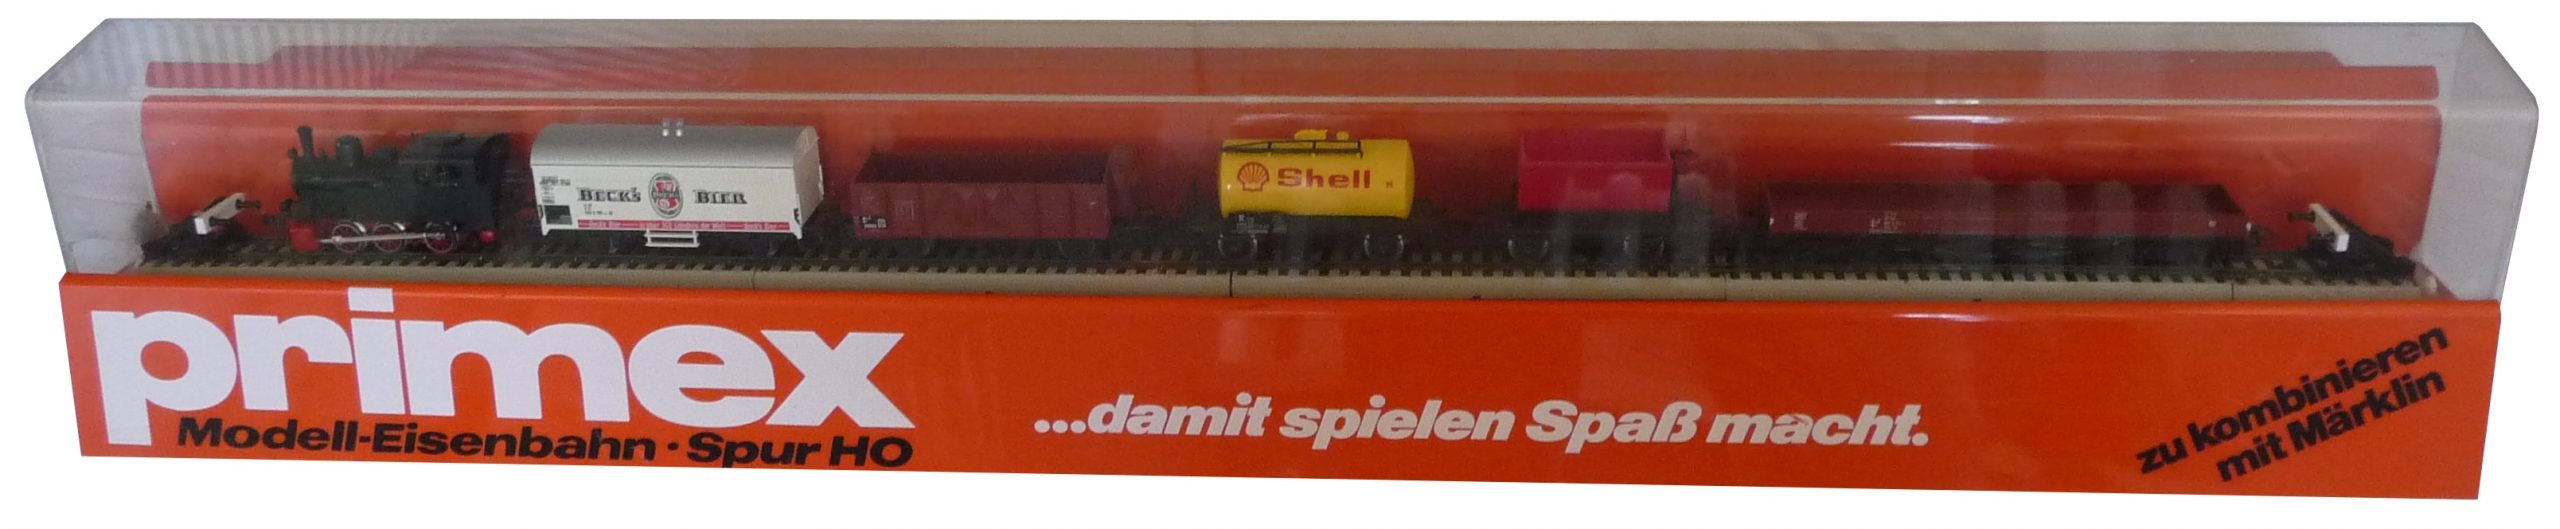 BECK'S BIER
Shell
primex
Modell-Eisenbahn · Spur HO
...damit spielen Spaß macht.
zu kombinieren
mit Märklin